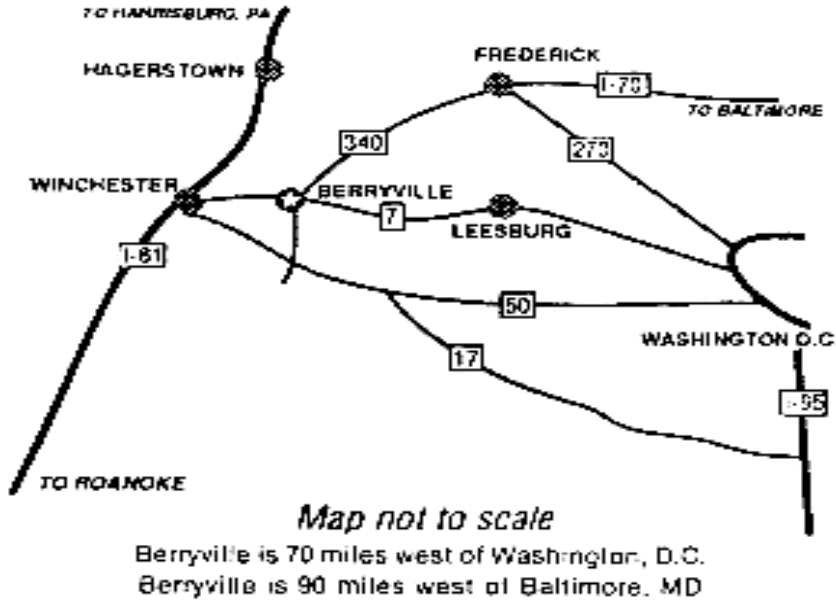 TO HARRISBURG, PA
HAGERSTOWN
FREDERICK
I-70
TO BALTIMORE
340
270
WINCHESTER
BERRYVILLE
7
LEESBURG
I-81
50
WASHINGTON D.C
17
I-95
TO ROANOKE
Map not to scale
Berryville is 70 miles west of Washington, D.C.
Berryville is 90 miles west of Baltimore, MD